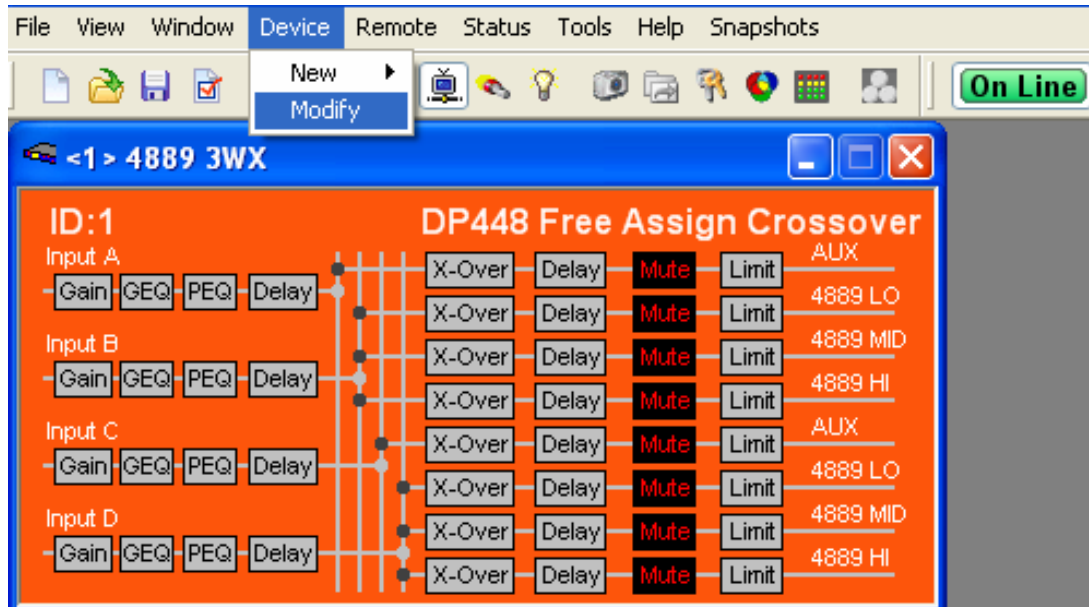 File View Window Device Remote Status Tools Help Snapshots
New
Modify
On Line
<1> 4889 3WX
ID:1 DP448 Free Assign Crossover
Input A
Gain GEQ PEQ Delay
Input B
Gain GEQ PEQ Delay
Input C
Gain GEQ PEQ Delay
Input D
Gain GEQ PEQ Delay
X-Over Delay Mute Limit AUX
X-Over Delay Mute Limit 4889 LO
X-Over Delay Mute Limit 4889 MID
X-Over Delay Mute Limit 4889 HI
X-Over Delay Mute Limit AUX
X-Over Delay Mute Limit 4889 LO
X-Over Delay Mute Limit 4889 MID
X-Over Delay Mute Limit 4889 HI